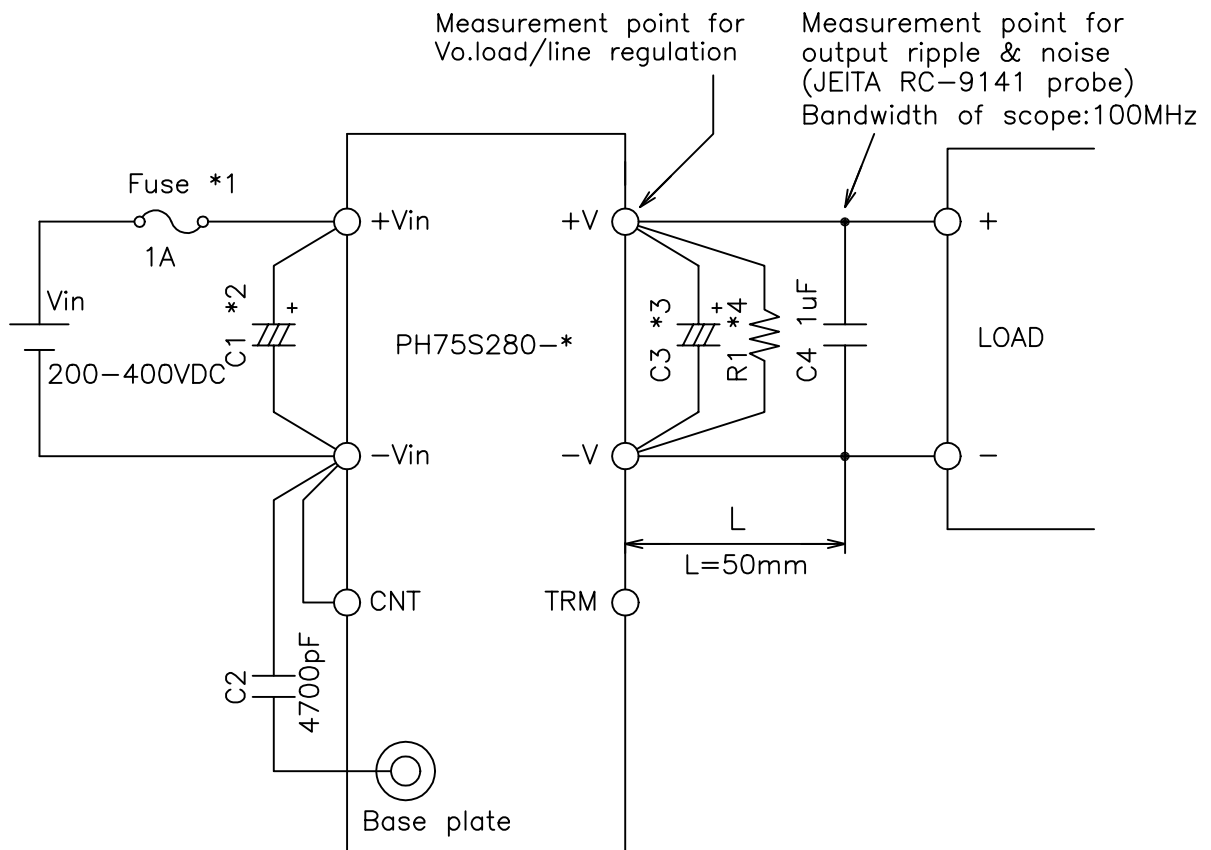 Measurement point for
Vo.load/line regulation
Measurement point for
output ripple & noise
(JEITA RC-9141 probe)
Bandwidth of scope:100MHz
Fuse *1
1A
+Vin
+V
+
Vin
200-400VDC
C1 *2
+
PH75S280-*
C3 *3
+
R1 *4
C4 1uF
LOAD
-Vin
-V
-
L
L=50mm
CNT
TRM
C2
4700pF
Base plate